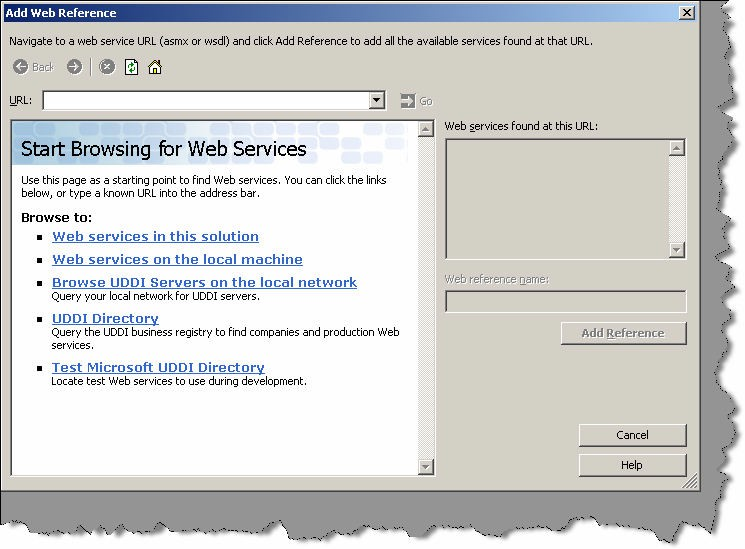 Add Web Reference
Navigate to a web service URL (asmx or wsdl) and click Add Reference to add all the available services found at that URL.
Back
URL:
Go
Start Browsing for Web Services
Use this page as a starting point to find Web services. You can click the links
below, or type a known URL into the address bar.
Browse to:
Web services in this solution
Web services on the local machine
Browse UDDI Servers on the local network
Query your local network for UDDI servers.
UDDI Directory
Query the UDDI business registry to find companies and production Web
services.
Test Microsoft UDDI Directory
Locate test Web services to use during development.
Web services found at this URL:
Web reference name:
Add Reference
Cancel
Help